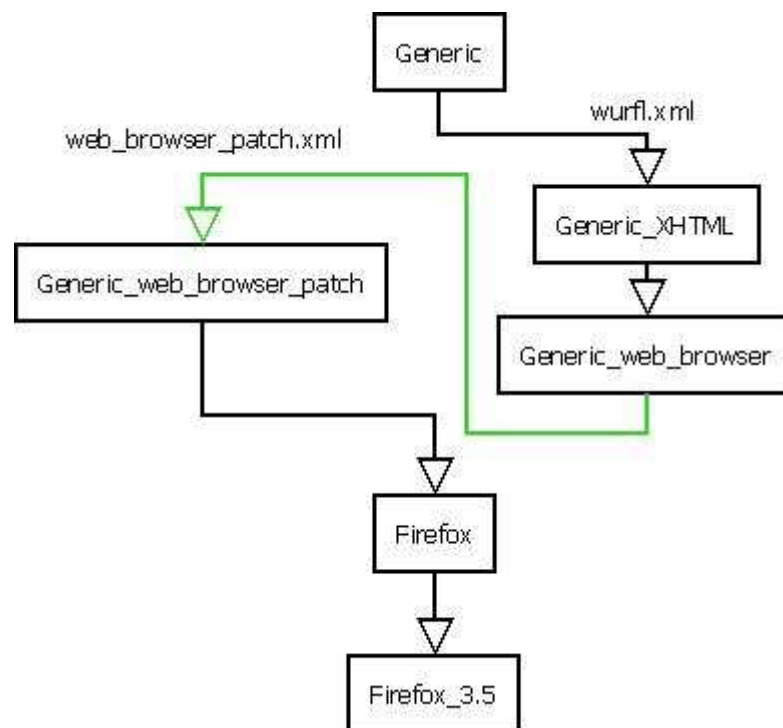 Generic
wurfl.xml
web_browser_patch.xml
Generic_XHTML
Generic_web_browser_patch
Generic_web_browser
Firefox
Firefox_3.5